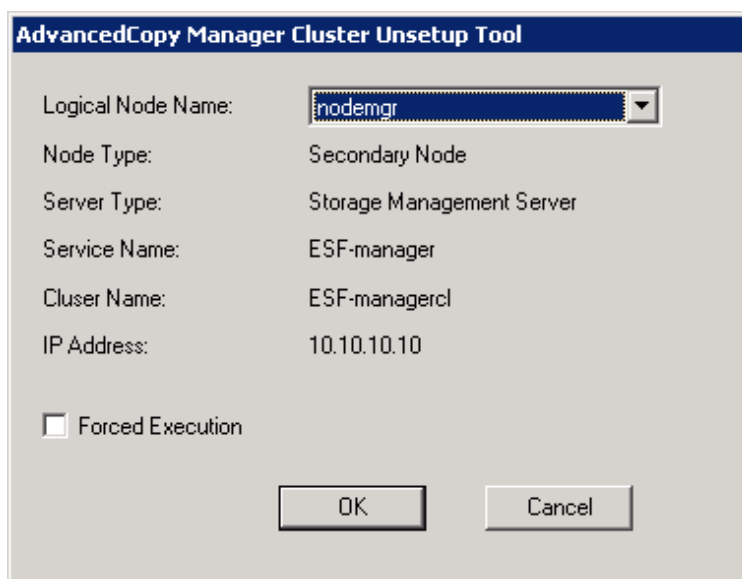 AdvancedCopy Manager Cluster Unsetup Tool
Logical Node Name: nodemgr
Node Type: Secondary Node
Server Type: Storage Management Server
Service Name: ESF-manager
Cluser Name: ESF-managercl
IP Address: 10.10.10.10
Forced Execution
OK Cancel